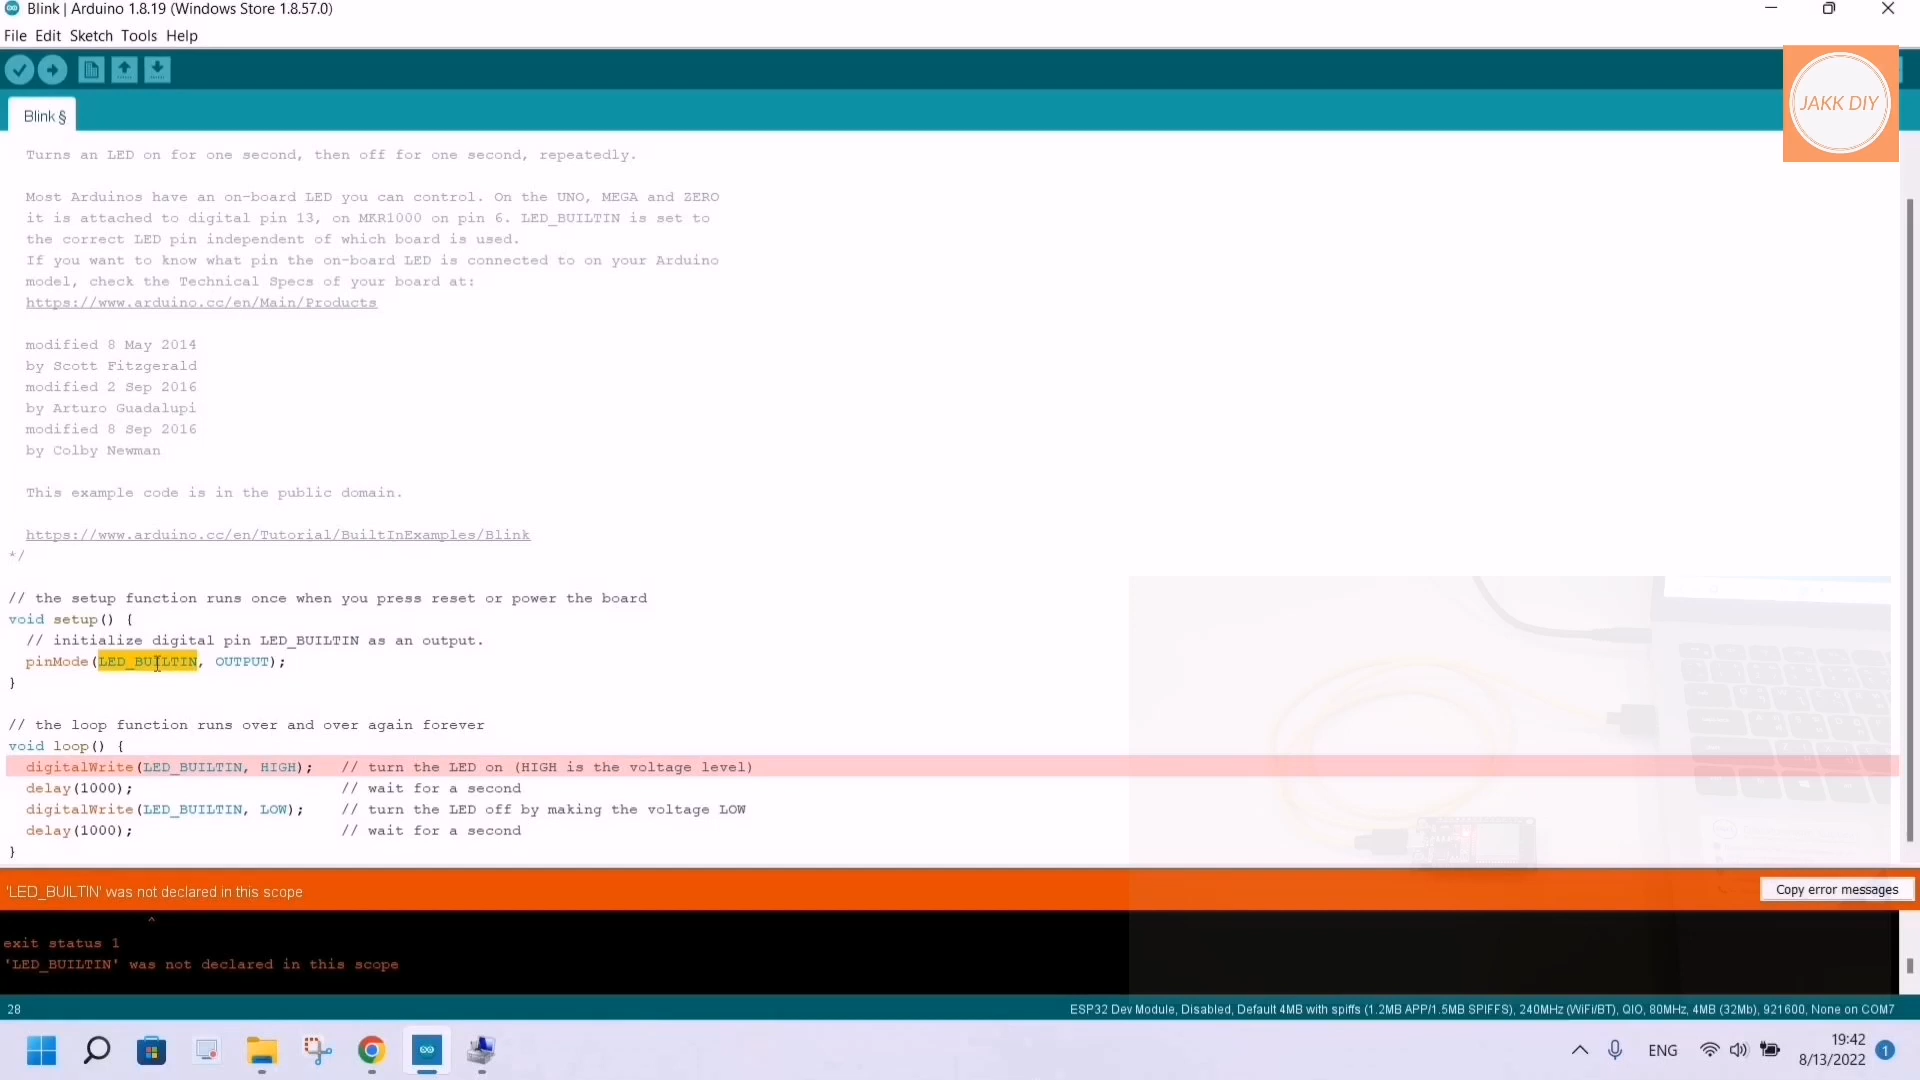 Blink | Arduino 1.8.19 (Windows Store 1.8.57.0)
File Edit Sketch Tools Help
JAKK DIY
Blink §
Turns an LED on for one second, then off for one second, repeatedly.
Most Arduinos have an on-board LED you can control. On the UNO, MEGA and ZERO
it is attached to digital pin 13, on MKR1000 on pin 6. LED_BUILTIN is set to
the correct LED pin independent of which board is used.
If you want to know what pin the on-board LED is connected to on your Arduino
model, check the Technical Specs of your board at:
https://www.arduino.cc/en/Main/Products
modified 8 May 2014
by Scott Fitzgerald
modified 2 Sep 2016
by Arturo Guadalupi
modified 8 Sep 2016
by Colby Newman
This example code is in the public domain.
https://www.arduino.cc/en/Tutorial/BuiltInExamples/Blink
*/
// the setup function runs once when you press reset or power the board
void setup() {
// initialize digital pin LED_BUILTIN as an output.
pinMode(LED_BUILTIN, OUTPUT);
}
// the loop function runs over and over again forever
void loop() {
digitalWrite(LED_BUILTIN, HIGH);   // turn the LED on (HIGH is the voltage level)
delay(1000);                       // wait for a second
digitalWrite(LED_BUILTIN, LOW);    // turn the LED off by making the voltage LOW
delay(1000);                       // wait for a second
}
'LED_BUILTIN' was not declared in this scope
Copy error messages
^
exit status 1
'LED_BUILTIN' was not declared in this scope
28
ESP32 Dev Module, Disabled, Default 4MB with spiffs (1.2MB APP/1.5MB SPIFFS), 240MHz (WiFi/BT), QIO, 80MHz, 4MB (32Mb), 921600, None on COM7
ENG
19:42
8/13/2022
1